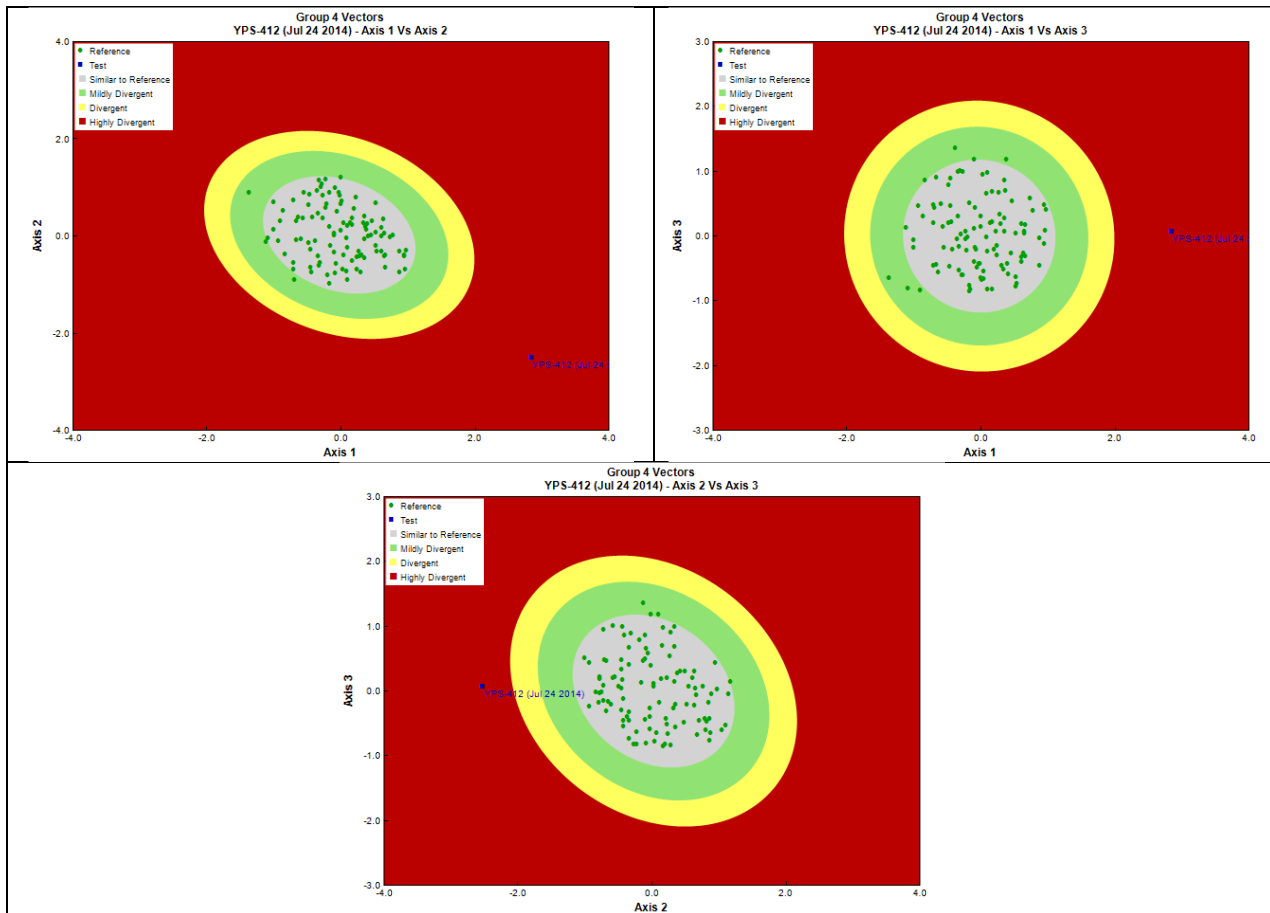 Group 4 Vectors
YPS-412 (Jul 24 2014) - Axis 1 Vs Axis 2
4.0
Reference
Test
Similar to Reference
Mildly Divergent
Divergent
Highly Divergent
2.0
Axis 2
0.0
-2.0
YPS-412 (Jul 24
-4.0
-4.0
-2.0
0.0
2.0
4.0
Axis 1
Group 4 Vectors
YPS-412 (Jul 24 2014) - Axis 1 Vs Axis 3
3.0
Reference
Test
Similar to Reference
Mildly Divergent
Divergent
Highly Divergent
2.0
1.0
Axis 3
0.0
YPS-412 (Jul 24
-1.0
-2.0
-3.0
-4.0
-2.0
0.0
2.0
4.0
Axis 1
Group 4 Vectors
YPS-412 (Jul 24 2014) - Axis 2 Vs Axis 3
3.0
Reference
Test
Similar to Reference
Mildly Divergent
Divergent
Highly Divergent
2.0
1.0
Axis 3
0.0
YPS-412 (Jul 24 2014)
-1.0
-2.0
-3.0
-4.0
-2.0
0.0
2.0
4.0
Axis 2